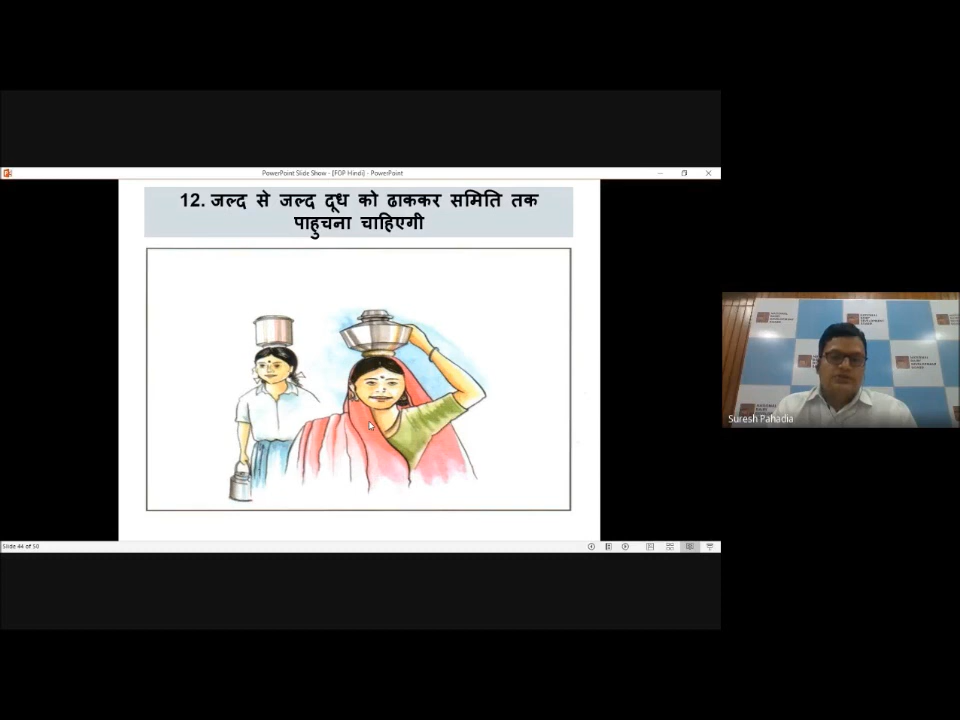 PowerPoint Slide Show - [FOP Hindi] - PowerPoint
12. जल्द से जल्द दूध को ढाककर समिति तक
पाहुचना चाहिएगी
Suresh Pahadia
Slide 44 of 50